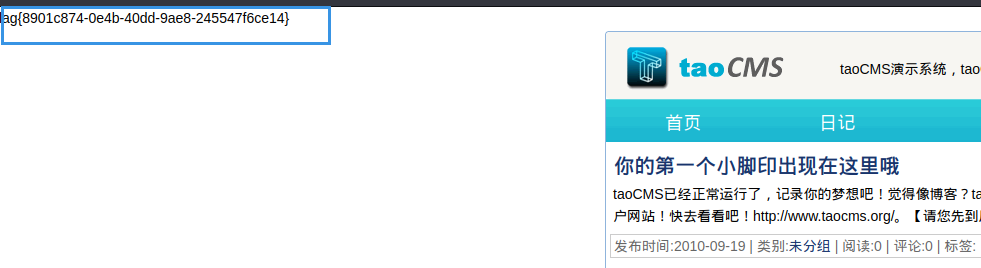 lag{8901c874-0e4b-40dd-9ae8-245547f6ce14}
taoCMS
taoCMS演示系统，tao
首页 日记
你的第一个小脚印出现在这里哦
taoCMS已经正常运行了，记录你的梦想吧！觉得像博客？ta
户网站！快去看看吧！http://www.taocms.org/。【请您先到
发布时间:2010-09-19 | 类别:未分组 | 阅读:0 | 评论:0 | 标签: